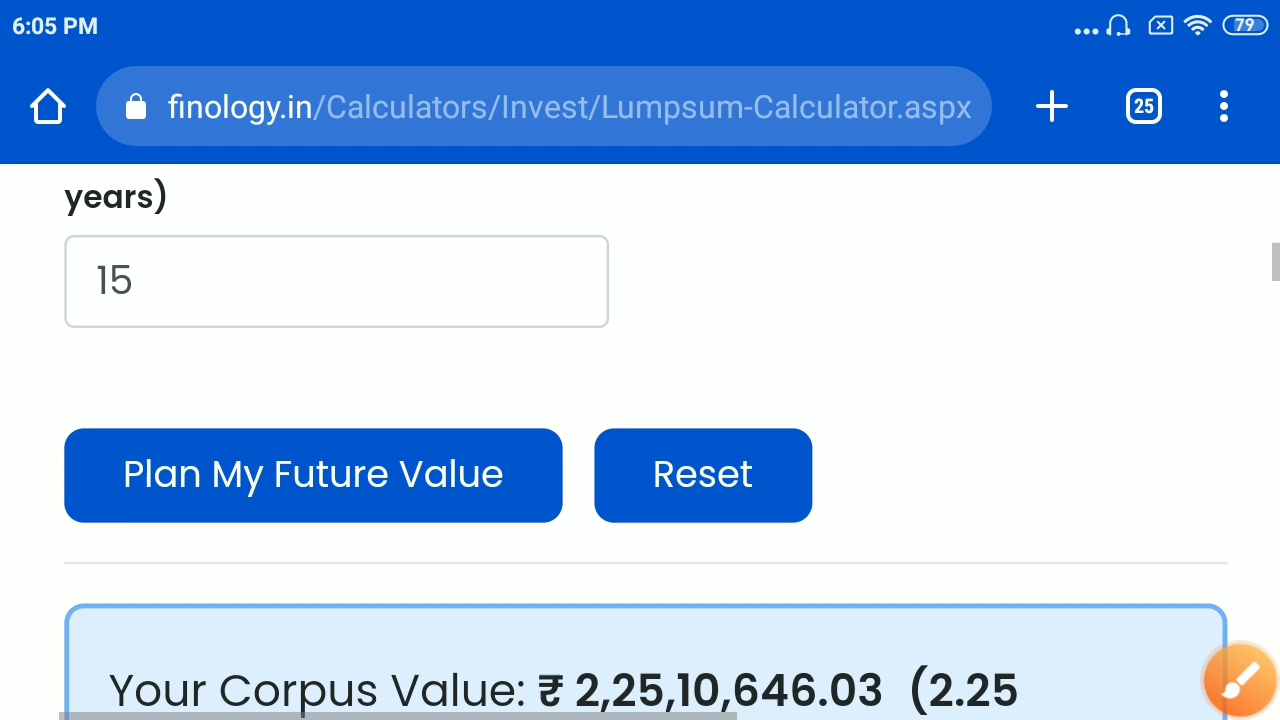 6:05 PM
79
finology.in/Calculators/Invest/Lumpsum-Calculator.aspx
25
years)
15
Plan My Future Value
Reset
Your Corpus Value: ₹ 2,25,10,646.03 (2.25